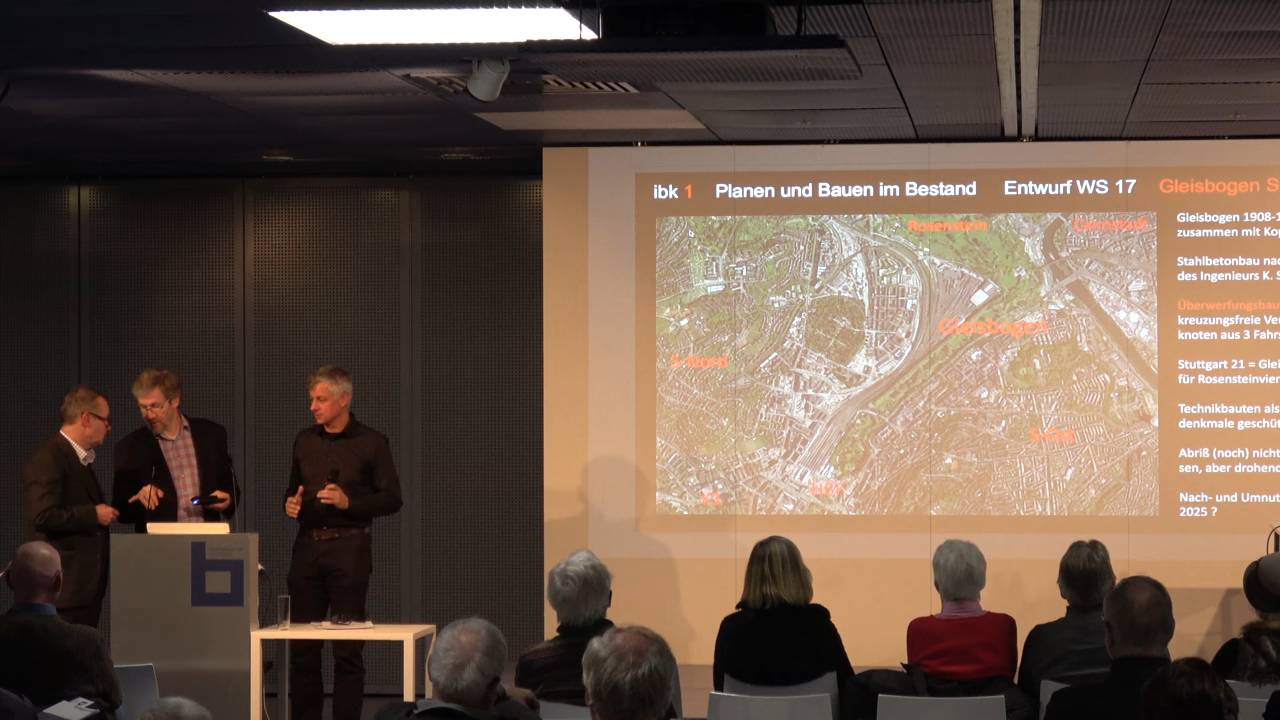 ibk 1 Planen und Bauen im Bestand Entwurf WS 17 Gleisbogen S
Rosenstein
Cannstatt
Gleisbogen
S-Nord
S-Ost
Gleisbogen 1908-1
zusammen mit Kop
Stahlbetonbau nac
des Ingenieurs K. S
Überwerfungsbau
kreuzungsfreie Ver
knoten aus 3 Fahrs
Stuttgart 21 = Glei
für Rosensteinvier
Technikbauten als
denkmale geschüt
Abriß (noch) nicht
sen, aber drohend
Nach- und Umnut
2025 ?
b